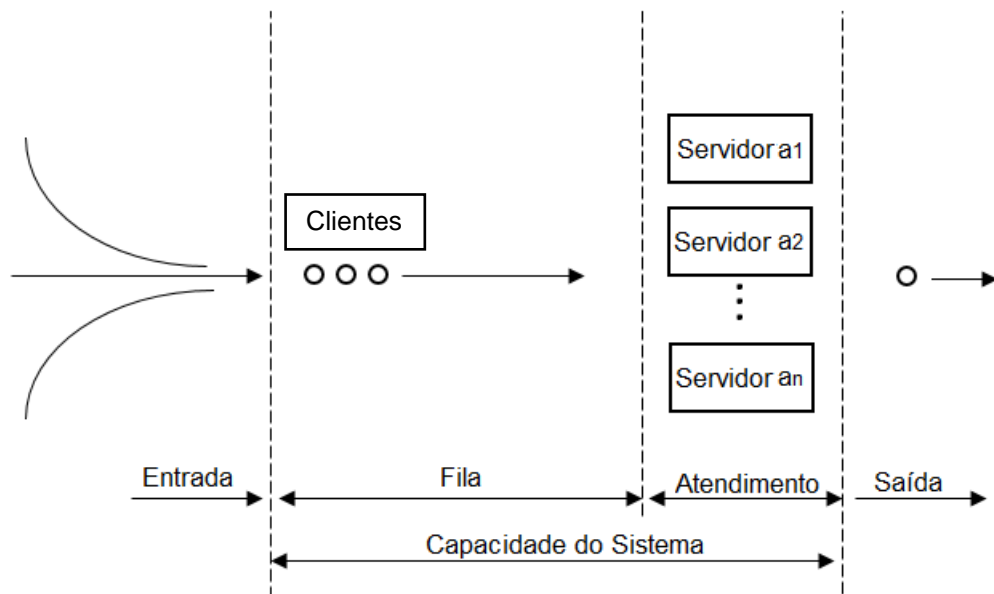 Servidor a1
Clientes
Servidor a2
Servidor an
Entrada
Fila
Atendimento
Saída
Capacidade do Sistema